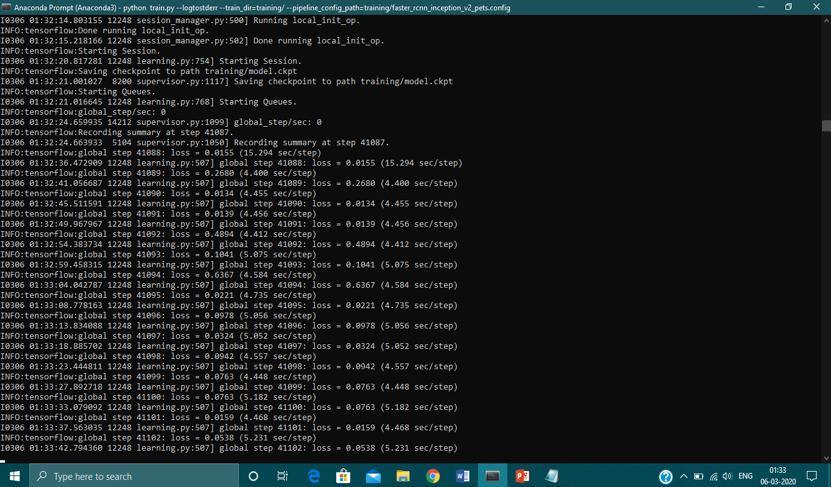 Anaconda Prompt (Anaconda3) - python train.py --logtostderr --train_dir=training/ --pipeline_config_path=training/faster_rcnn_inception_v2_pets.config
I0306 01:32:14.803155 12248 session_manager.py:500] Running local_init_op.
INFO:tensorflow:Done running local_init_op.
I0306 01:32:15.218166 12248 session_manager.py:502] Done running local_init_op.
INFO:tensorflow:Starting Session.
I0306 01:32:20.817281 12248 learning.py:754] Starting Session.
INFO:tensorflow:Saving checkpoint to path training/model.ckpt
I0306 01:32:21.001027  8200 supervisor.py:1117] Saving checkpoint to path training/model.ckpt
INFO:tensorflow:Starting Queues.
I0306 01:32:21.016645 12248 learning.py:768] Starting Queues.
INFO:tensorflow:global_step/sec: 0
I0306 01:32:24.659935 14212 supervisor.py:1099] global_step/sec: 0
INFO:tensorflow:Recording summary at step 41087.
I0306 01:32:24.663933  5104 supervisor.py:1050] Recording summary at step 41087.
INFO:tensorflow:global step 41088: loss = 0.0155 (15.294 sec/step)
I0306 01:32:36.472909 12248 learning.py:507] global step 41088: loss = 0.0155 (15.294 sec/step)
INFO:tensorflow:global step 41089: loss = 0.2680 (4.400 sec/step)
I0306 01:32:41.056687 12248 learning.py:507] global step 41089: loss = 0.2680 (4.400 sec/step)
INFO:tensorflow:global step 41090: loss = 0.0134 (4.455 sec/step)
I0306 01:32:45.511591 12248 learning.py:507] global step 41090: loss = 0.0134 (4.455 sec/step)
INFO:tensorflow:global step 41091: loss = 0.0139 (4.456 sec/step)
I0306 01:32:49.967967 12248 learning.py:507] global step 41091: loss = 0.0139 (4.456 sec/step)
INFO:tensorflow:global step 41092: loss = 0.4894 (4.412 sec/step)
I0306 01:32:54.383734 12248 learning.py:507] global step 41092: loss = 0.4894 (4.412 sec/step)
INFO:tensorflow:global step 41093: loss = 0.1041 (5.075 sec/step)
I0306 01:32:59.458315 12248 learning.py:507] global step 41093: loss = 0.1041 (5.075 sec/step)
INFO:tensorflow:global step 41094: loss = 0.6367 (4.584 sec/step)
I0306 01:33:04.042787 12248 learning.py:507] global step 41094: loss = 0.6367 (4.584 sec/step)
INFO:tensorflow:global step 41095: loss = 0.0221 (4.735 sec/step)
I0306 01:33:08.778163 12248 learning.py:507] global step 41095: loss = 0.0221 (4.735 sec/step)
INFO:tensorflow:global step 41096: loss = 0.0978 (5.056 sec/step)
I0306 01:33:13.834088 12248 learning.py:507] global step 41096: loss = 0.0978 (5.056 sec/step)
INFO:tensorflow:global step 41097: loss = 0.0324 (5.052 sec/step)
I0306 01:33:18.885702 12248 learning.py:507] global step 41097: loss = 0.0324 (5.052 sec/step)
INFO:tensorflow:global step 41098: loss = 0.0942 (4.557 sec/step)
I0306 01:33:23.444811 12248 learning.py:507] global step 41098: loss = 0.0942 (4.557 sec/step)
INFO:tensorflow:global step 41099: loss = 0.0763 (4.448 sec/step)
I0306 01:33:27.892718 12248 learning.py:507] global step 41099: loss = 0.0763 (4.448 sec/step)
INFO:tensorflow:global step 41100: loss = 0.0763 (5.182 sec/step)
I0306 01:33:33.079092 12248 learning.py:507] global step 41100: loss = 0.0763 (5.182 sec/step)
INFO:tensorflow:global step 41101: loss = 0.0159 (4.468 sec/step)
I0306 01:33:37.563035 12248 learning.py:507] global step 41101: loss = 0.0159 (4.468 sec/step)
INFO:tensorflow:global step 41102: loss = 0.0538 (5.231 sec/step)
I0306 01:33:42.794360 12248 learning.py:507] global step 41102: loss = 0.0538 (5.231 sec/step)
Type here to search
ENG
01:33
06-03-2020